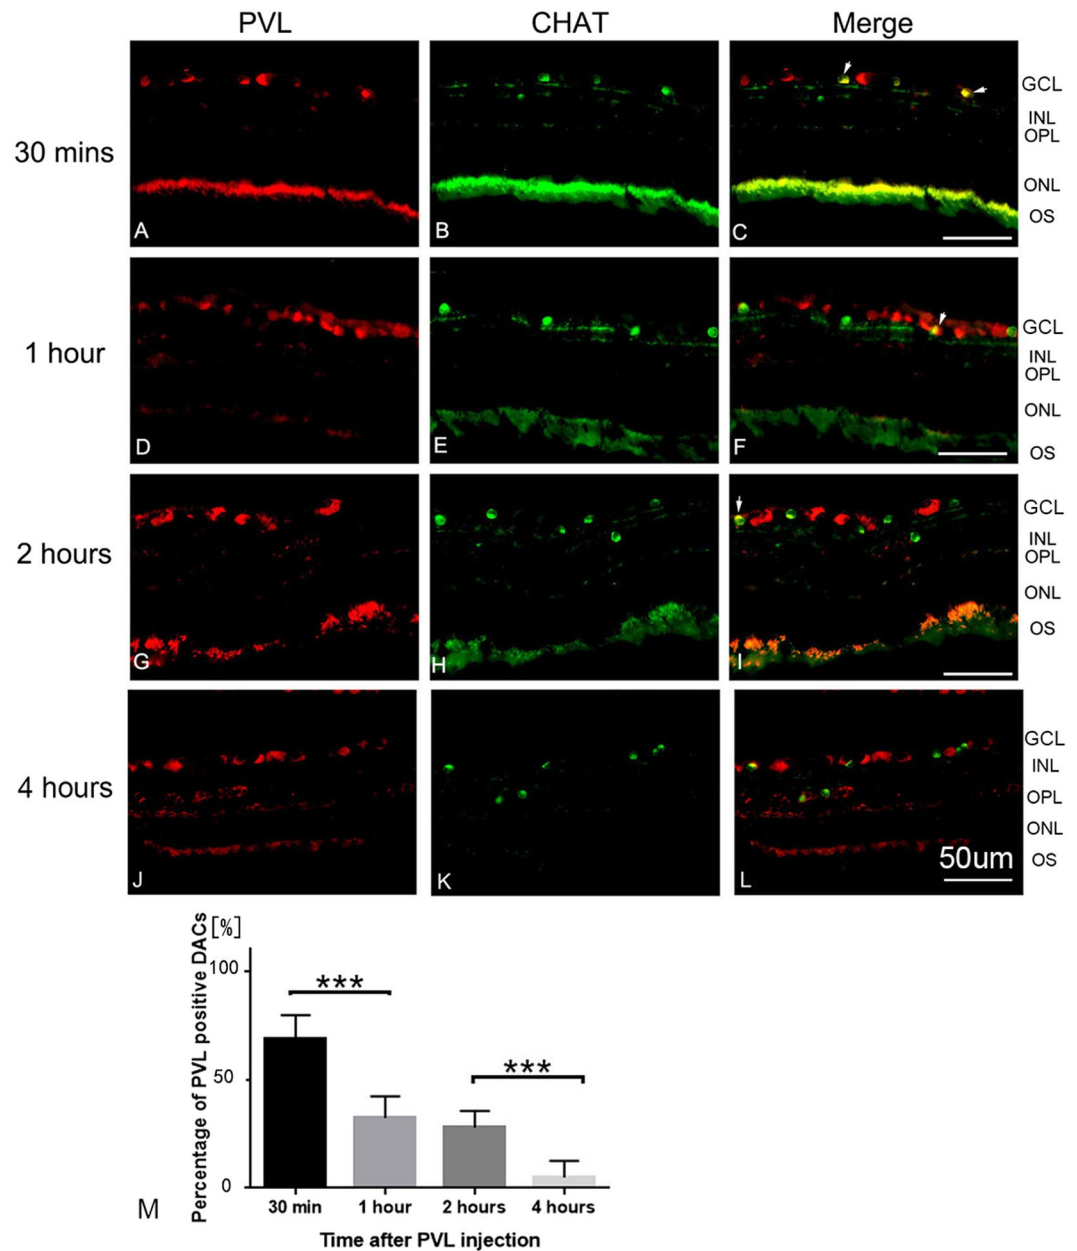 PVL CHAT Merge
30 mins
A
B
C
GCL
INL
OPL
ONL
OS
1 hour
D
E
F
GCL
INL
OPL
ONL
OS
2 hours
G
H
I
GCL
INL
OPL
ONL
OS
4 hours
J
K
L
50um
GCL
INL
OPL
ONL
OS
M
Percentage of PVL positive DACs [%]
100
50
0
***
***
30 min 1 hour 2 hours 4 hours
Time after PVL injection